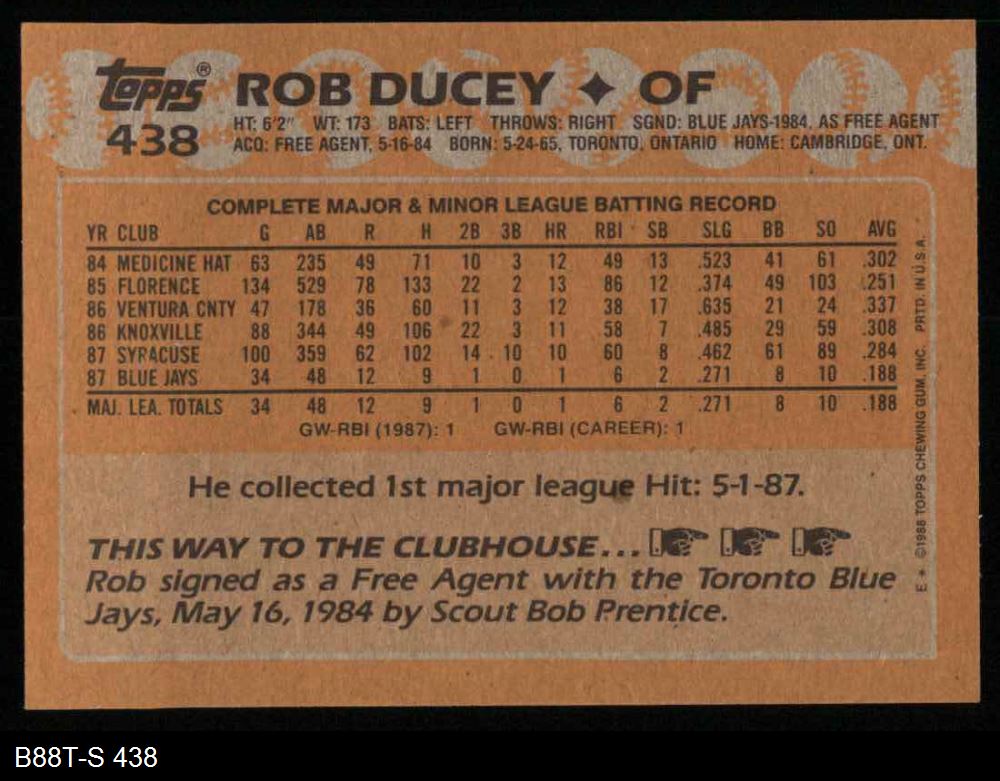 topps®
438
ROB DUCEY ✦ OF
HT: 6'2" WT: 173 BATS: LEFT THROWS: RIGHT SGND: BLUE JAYS-1984, AS FREE AGENT
ACQ: FREE AGENT, 5-16-84 BORN: 5-24-65, TORONTO, ONTARIO HOME: CAMBRIDGE, ONT.
COMPLETE MAJOR & MINOR LEAGUE BATTING RECORD
YR CLUB G AB R H 2B 3B HR RBI SB SLG BB SO AVG
84 MEDICINE HAT 63 235 49 71 10 3 12 49 13 .523 41 61 .302
85 FLORENCE 134 529 78 133 22 2 13 86 12 .374 49 103 .251
86 VENTURA CNTY 47 178 36 60 11 3 12 38 17 .635 21 24 .337
86 KNOXVILLE 88 344 49 106 22 3 11 58 7 .485 29 59 .308
87 SYRACUSE 100 359 62 102 14 10 10 60 8 .462 61 89 .284
87 BLUE JAYS 34 48 12 9 1 0 1 6 2 .271 8 10 .188
MAJ. LEA. TOTALS 34 48 12 9 1 0 1 6 2 .271 8 10 .188
GW-RBI (1987): 1 GW-RBI (CAREER): 1
He collected 1st major league Hit: 5-1-87.
THIS WAY TO THE CLUBHOUSE...
Rob signed as a Free Agent with the Toronto Blue
Jays, May 16, 1984 by Scout Bob Prentice.
E * ©1988 TOPPS CHEWING GUM, INC. PRTD. IN U.S.A.
B88T-S 438